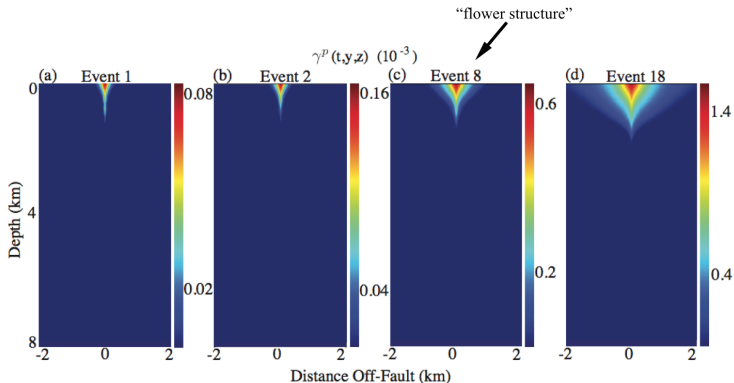 “flower structure”
γᵖ (t,y,z) (10⁻³)
(a) Event 1
(b) Event 2
(c) Event 8
(d) Event 18
0
4
8
Depth (km)
0.08
0.02
0.16
0.04
0.6
0.2
1.4
0.4
-2 0 2
-2 0 2
-2 0 2
-2 0 2
Distance Off-Fault (km)